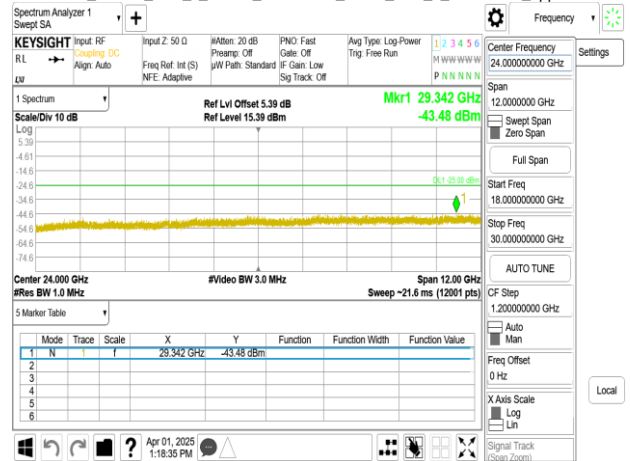 Spectrum Analyzer 1
Swept SA
+
Frequency
KEYSIGHT
RL
Input: RF
Coupling: DC
Align: Auto
Input Z: 50 Ω
Freq Ref: Int (S)
NFE: Adaptive
#Atten: 20 dB
Preamp: Off
µW Path: Standard
PNO: Fast
Gate: Off
IF Gain: Low
Sig Track: Off
Avg Type: Log-Power
Trig: Free Run
1 2 3 4 5 6
M W W W W W
P N N N N N
1 Spectrum
Scale/Div 10 dB
Ref Lvl Offset 5.39 dB
Ref Level 15.39 dBm
Mkr1 29.342 GHz
-43.48 dBm
Log
5.39
-4.61
-14.6
-24.6
-34.6
-44.6
-54.6
-64.6
-74.6
DL1 -25.00 dBm
1
Center 24.000 GHz
#Res BW 1.0 MHz
#Video BW 3.0 MHz
Span 12.00 GHz
Sweep ~21.6 ms (12001 pts)
5 Marker Table
Mode Trace Scale X Y Function Function Width Function Value
1 N 1 f 29.342 GHz -43.48 dBm
2
3
4
5
6
?
Apr 01, 2025
1:18:35 PM
Center Frequency
24.000000000 GHz
Settings
Span
12.0000000 GHz
Swept Span
Zero Span
Full Span
Start Freq
18.000000000 GHz
Stop Freq
30.000000000 GHz
AUTO TUNE
CF Step
1.200000000 GHz
Auto
Man
Freq Offset
0 Hz
Local
X Axis Scale
Log
Lin
Signal Track
(Span Zoom)